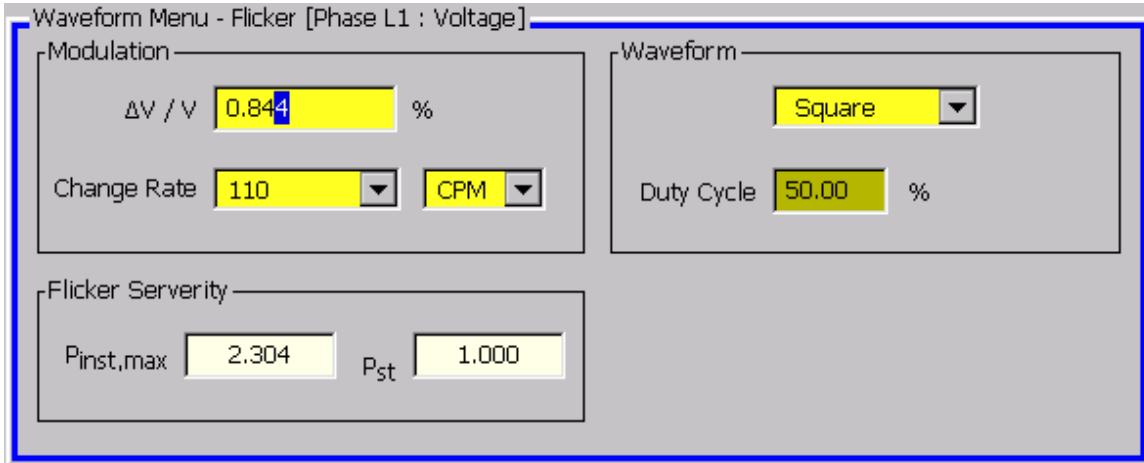 Waveform Menu - Flicker [Phase L1 : Voltage]
Modulation
ΔV / V 0.844 %
Change Rate 110 CPM
Waveform
Square
Duty Cycle 50.00 %
Flicker Serverity
Pinst,max 2.304 Pst 1.000